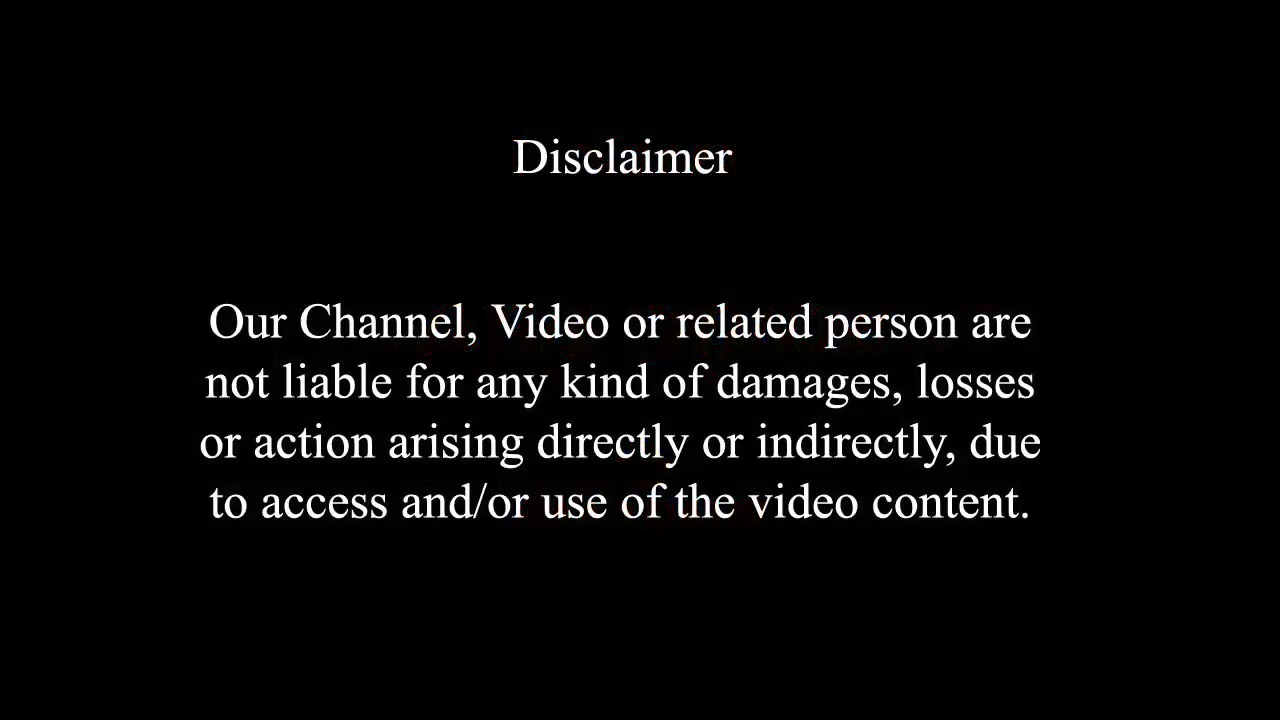 Disclaimer
Our Channel, Video or related person are
not liable for any kind of damages, losses
or action arising directly or indirectly, due
to access and/or use of the video content.